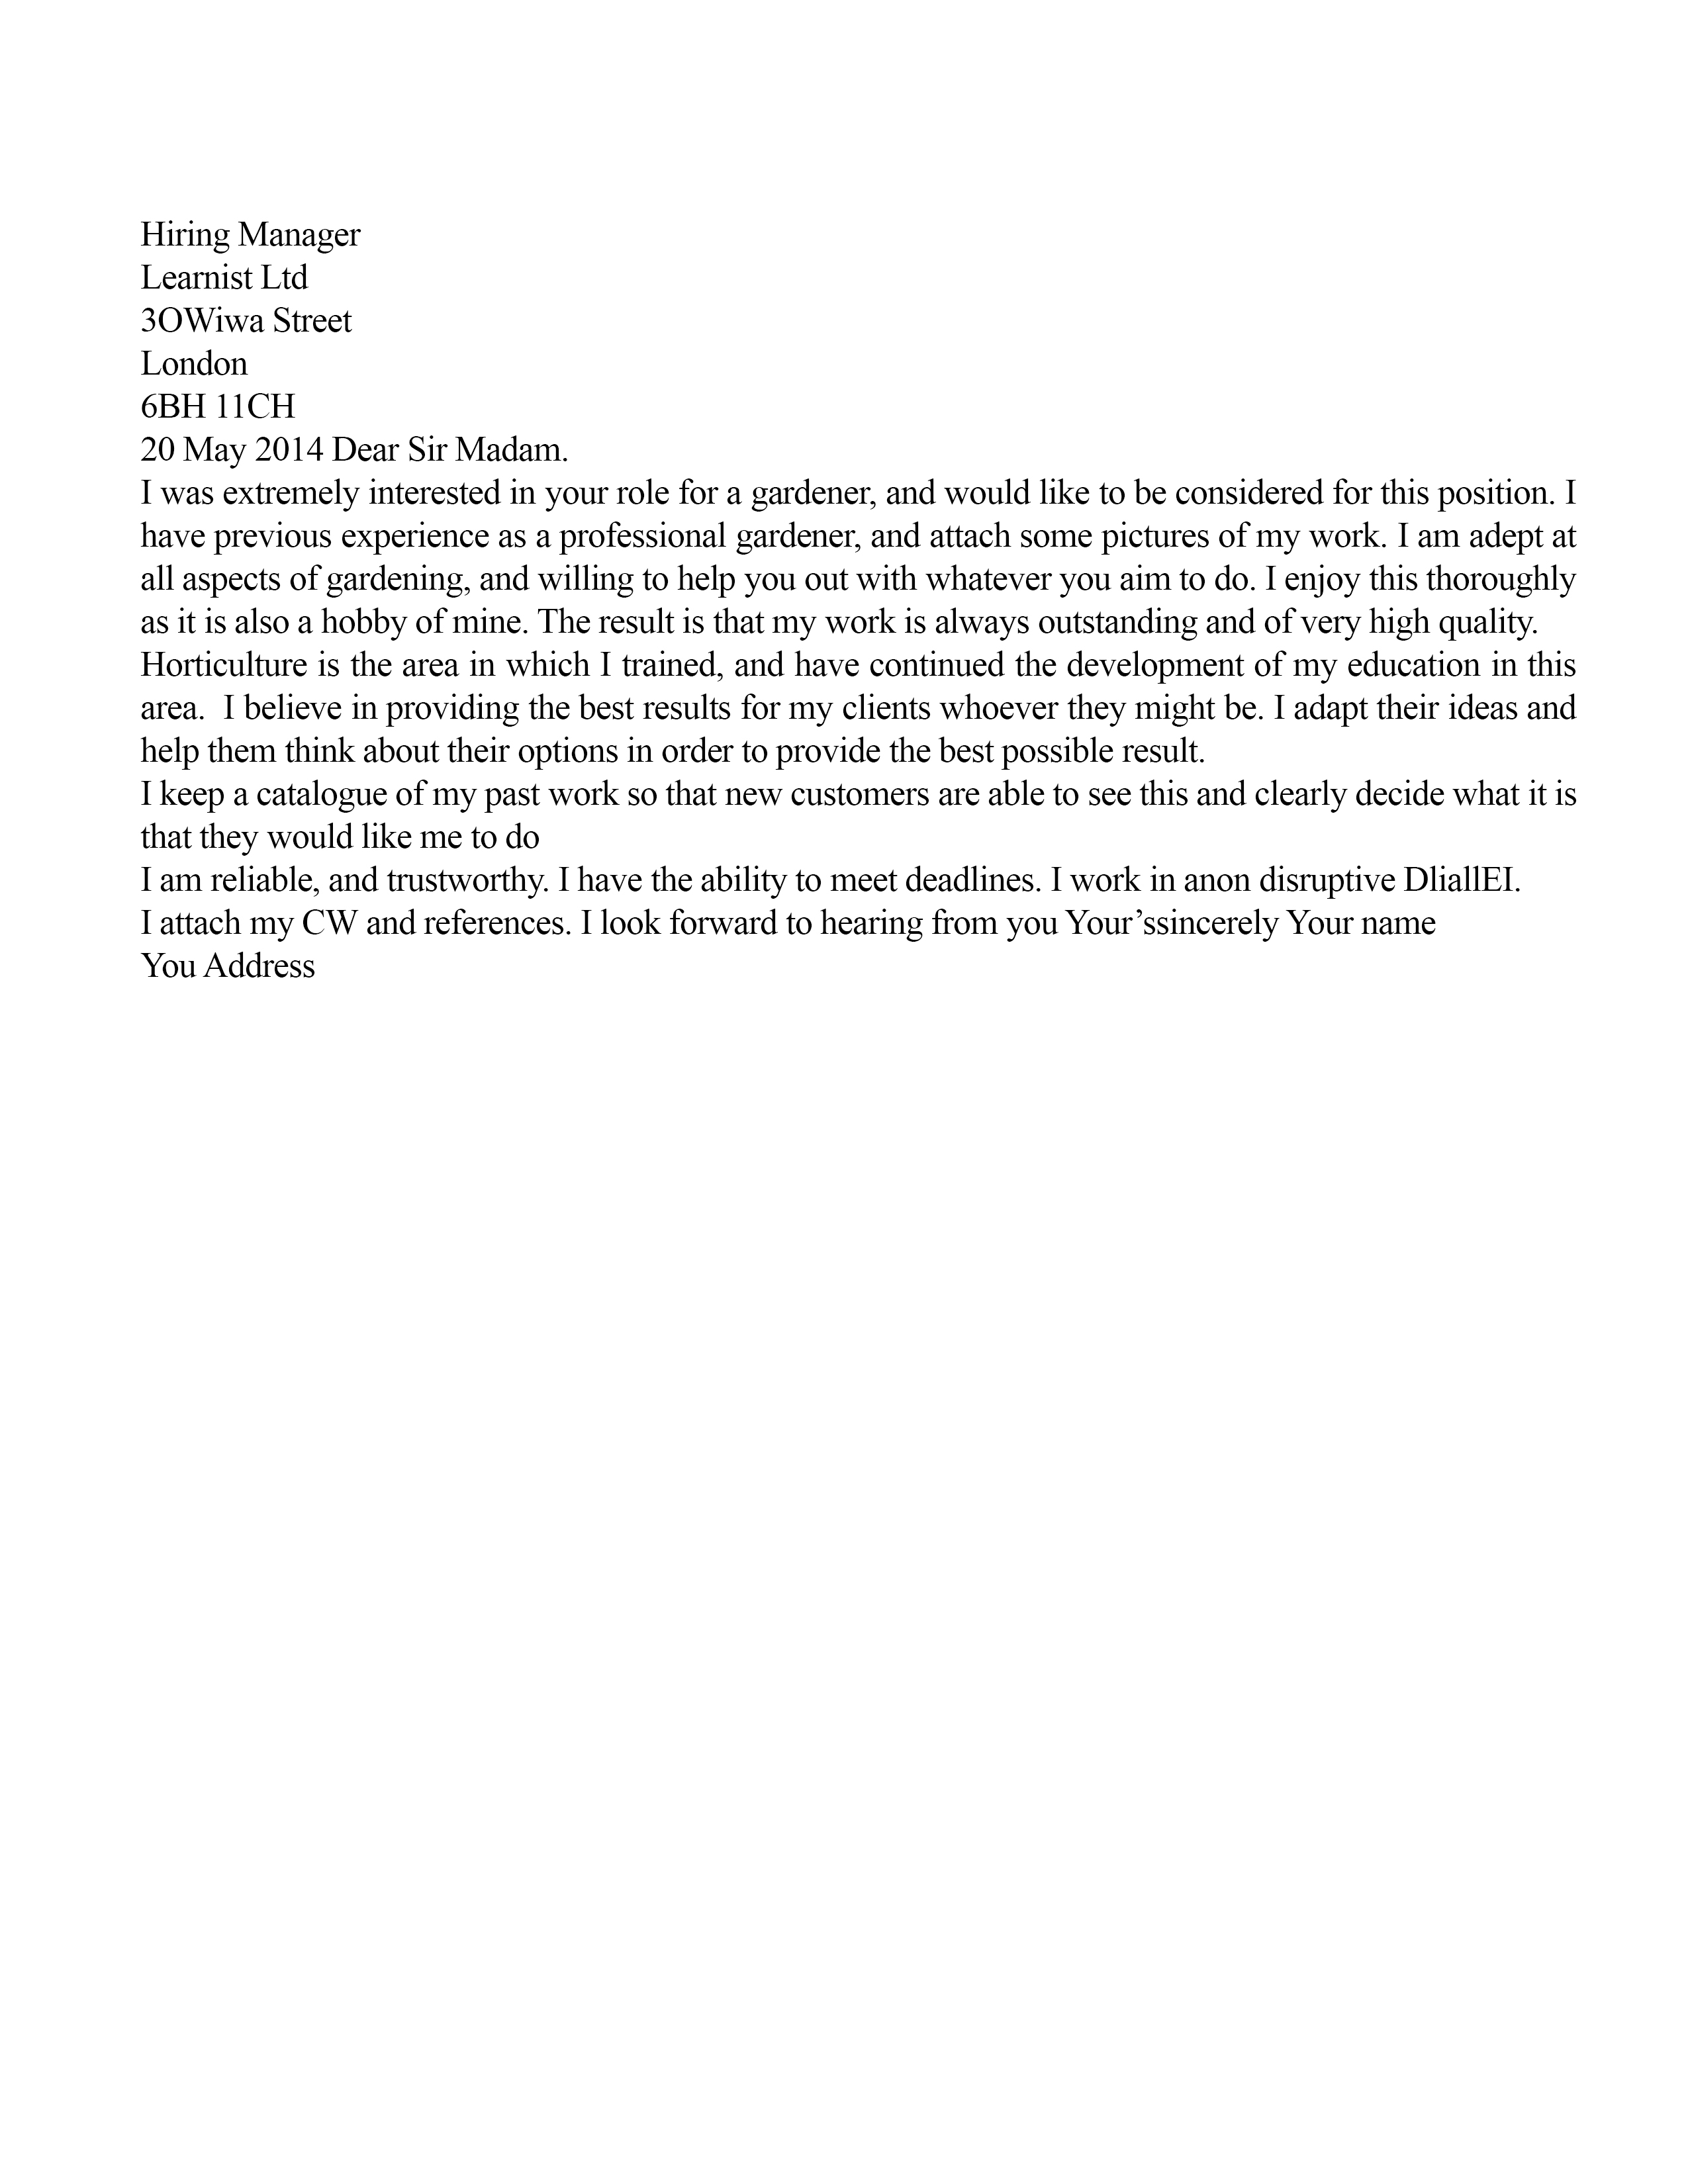 Hiring Manager
Learnist Ltd
3OWiwa Street
London
6BH 11CH
20 May 2014 Dear Sir Madam.
I was extremely interested in your role for a gardener, and would like to be considered for this position. I
have previous experience as a professional gardener, and attach some pictures of my work. I am adept at
all aspects of gardening, and willing to help you out with whatever you aim to do. I enjoy this thoroughly
as it is also a hobby of mine. The result is that my work is always outstanding and of very high quality.
Horticulture is the area in which I trained, and have continued the development of my education in this
area.  I believe in providing the best results for my clients whoever they might be. I adapt their ideas and
help them think about their options in order to provide the best possible result.
I keep a catalogue of my past work so that new customers are able to see this and clearly decide what it is
that they would like me to do
I am reliable, and trustworthy. I have the ability to meet deadlines. I work in anon disruptive DliallEI.
I attach my CW and references. I look forward to hearing from you Your’ssincerely Your name
You Address